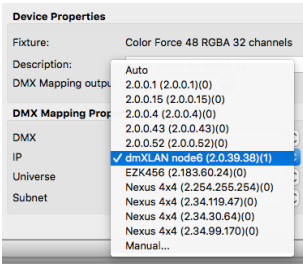 Device Properties
Fixture: Color Force 48 RGBA 32 channels
Description:
DMX Mapping outpu
Auto
2.0.0.1 (2.0.0.1)(0)
2.0.0.15 (2.0.0.15)(0)
2.0.0.4 (2.0.0.4)(0)
2.0.0.43 (2.0.0.43)(0)
2.0.0.52 (2.0.0.52)(0)
✓ dmXLAN node6 (2.0.39.38)(1)
EZK456 (2.183.60.24)(0)
Nexus 4x4 (2.254.255.254)(0)
Nexus 4x4 (2.34.119.47)(0)
Nexus 4x4 (2.34.30.64)(0)
Nexus 4x4 (2.34.99.170)(0)
Manual...
DMX Mapping Prop
DMX
IP
Universe
Subnet